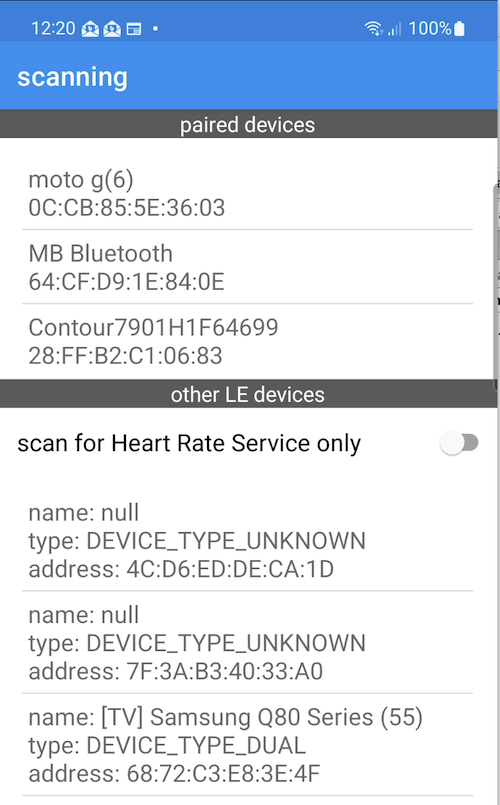 12:20 100%
scanning
paired devices
moto g(6)
0C:CB:85:5E:36:03
MB Bluetooth
64:CF:D9:1E:84:0E
Contour7901H1F64699
28:FF:B2:C1:06:83
other LE devices
scan for Heart Rate Service only
name: null
type: DEVICE_TYPE_UNKNOWN
address: 4C:D6:ED:DE:CA:1D
name: null
type: DEVICE_TYPE_UNKNOWN
address: 7F:3A:B3:40:33:A0
name: [TV] Samsung Q80 Series (55)
type: DEVICE_TYPE_DUAL
address: 68:72:C3:E8:3E:4F